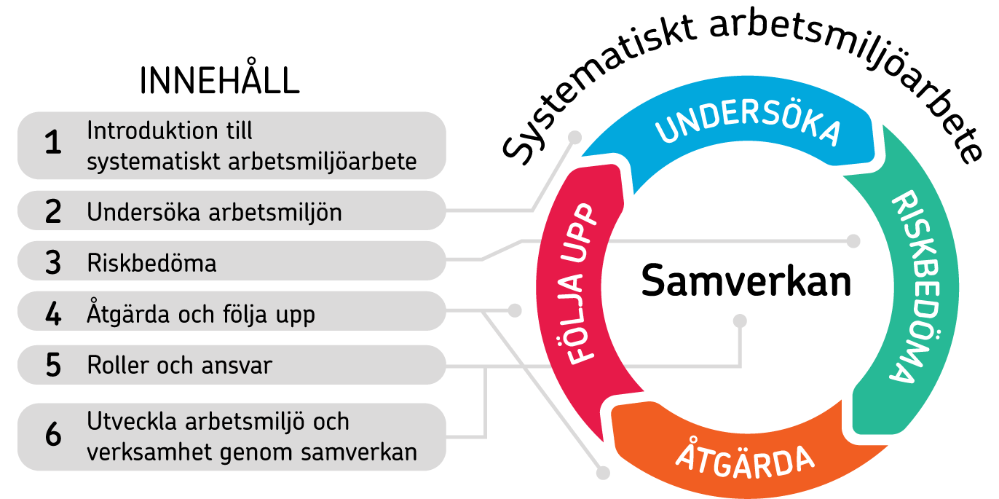 INNEHÅLL
1 Introduktion till
systematiskt arbetsmiljöarbete
2 Undersöka arbetsmiljön
3 Riskbedöma
4 Åtgärda och följa upp
5 Roller och ansvar
6 Utveckla arbetsmiljö och
verksamhet genom samverkan
Systematiskt arbetsmiljöarbete
UNDERSÖKA
RISKBEDÖMA
ÅTGÄRDA
FÖLJA UPP
Samverkan